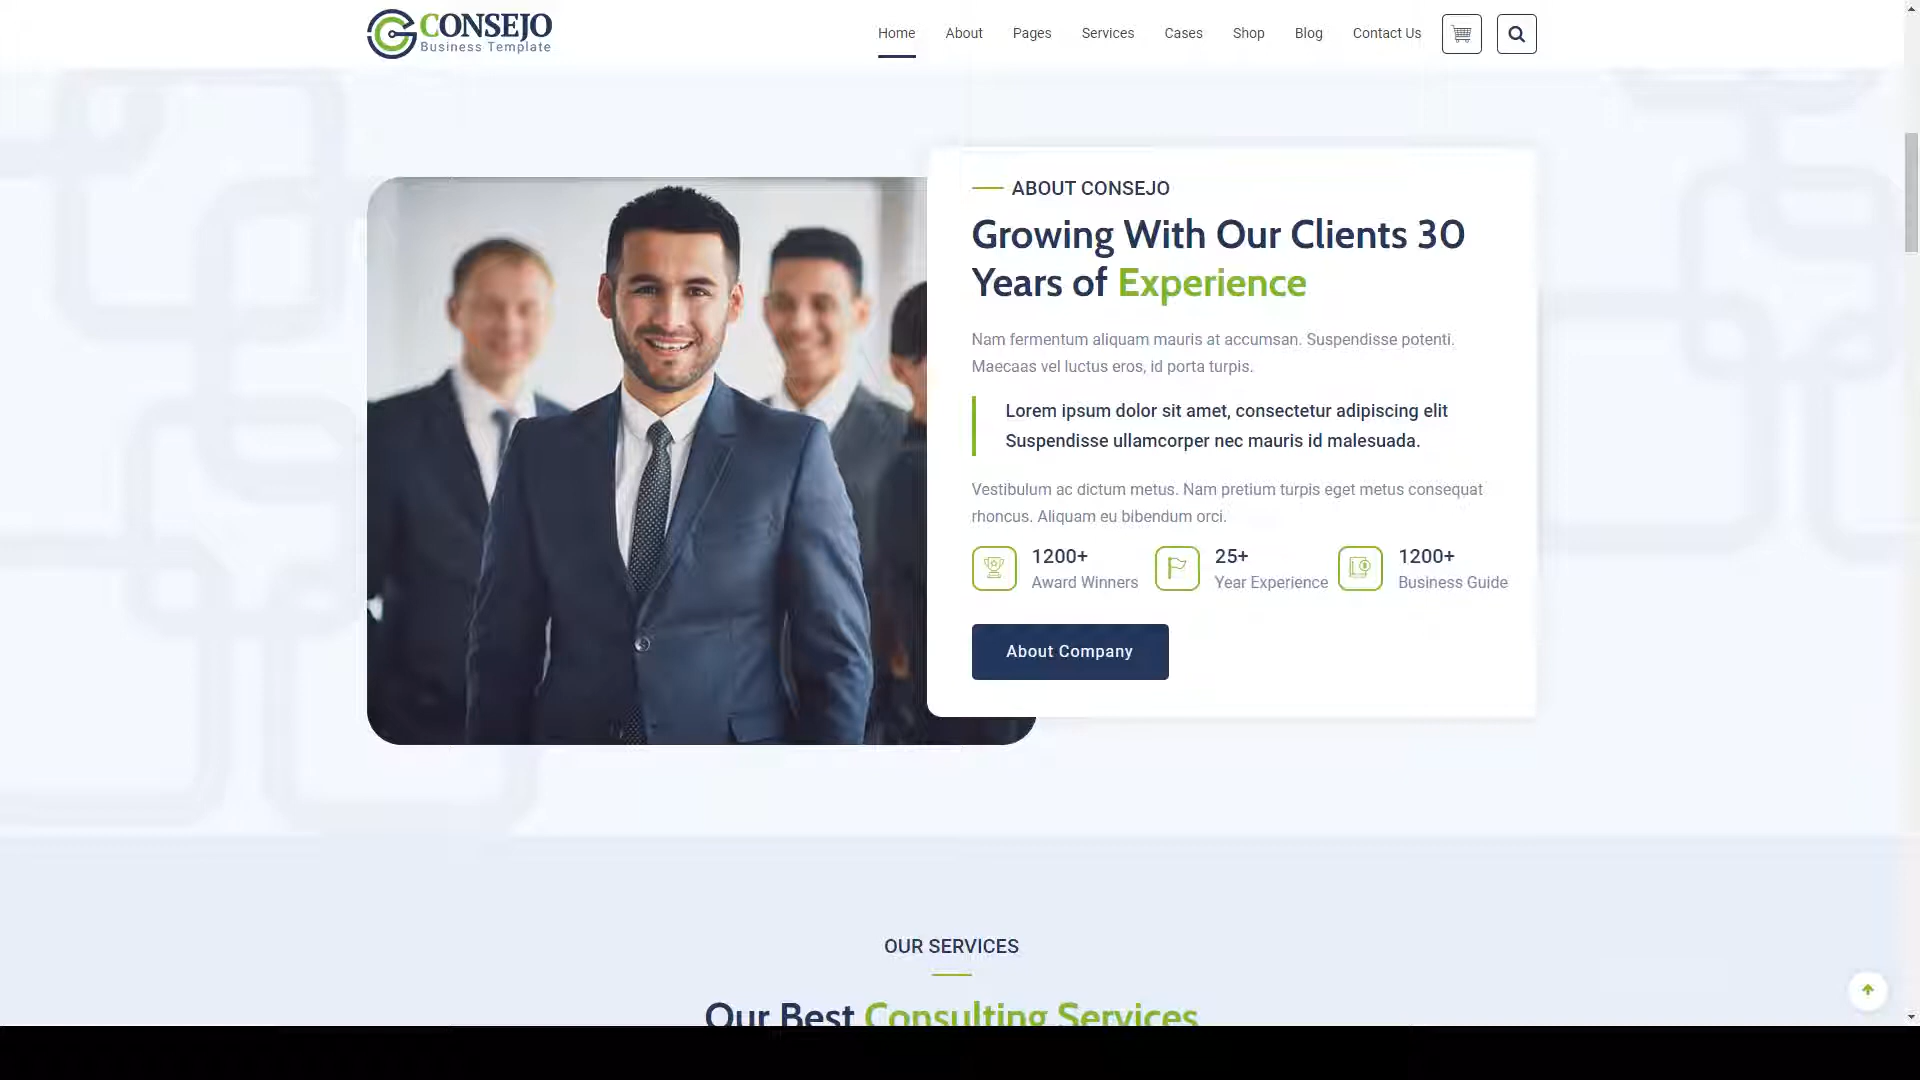 CONSEJO
Business Template
Home About Pages Services Cases Shop Blog Contact Us
ABOUT CONSEJO
Growing With Our Clients 30
Years of Experience
Nam fermentum aliquam mauris at accumsan. Suspendisse potenti.
Maecaas vel luctus eros, id porta turpis.
Lorem ipsum dolor sit amet, consectetur adipiscing elit
Suspendisse ullamcorper nec mauris id malesuada.
Vestibulum ac dictum metus. Nam pretium turpis eget metus consequat
rhoncus. Aliquam eu bibendum orci.
1200+
Award Winners
25+
Year Experience
1200+
Business Guide
About Company
OUR SERVICES
Our Best Consulting Services